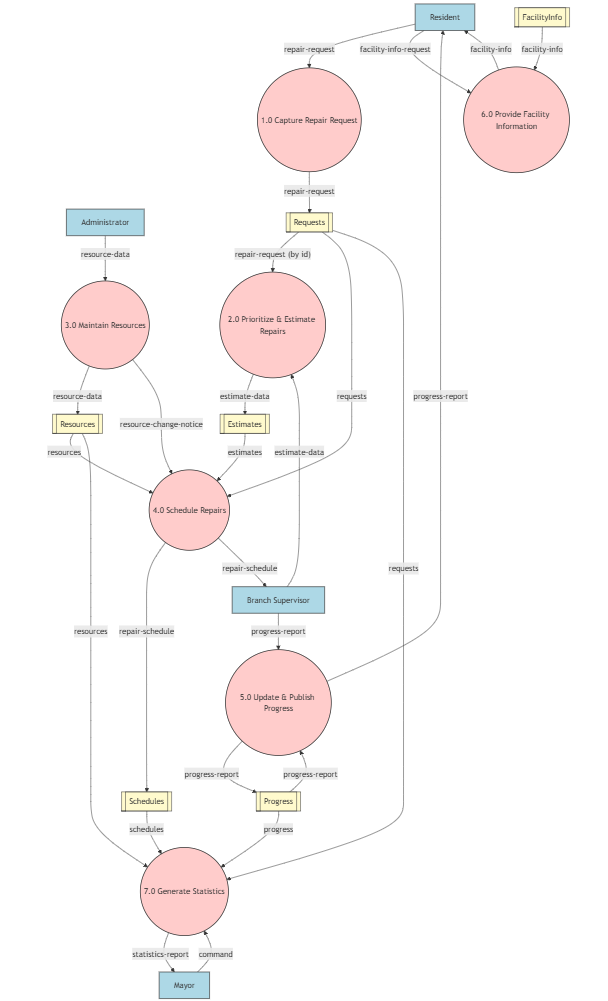 Resident
FacilityInfo
repair-request
facility-info-request
facility-info
facility-info
1.0 Capture Repair Request
6.0 Provide Facility
Information
repair-request
Administrator
Requests
resource-data
repair-request (by id)
3.0 Maintain Resources
2.0 Prioritize & Estimate
Repairs
resource-data
estimate-data
requests
progress-report
Resources
resource-change-notice
Estimates
resources
estimates
estimate-data
4.0 Schedule Repairs
repair-schedule
requests
Branch Supervisor
resources
repair-schedule
progress-report
5.0 Update & Publish
Progress
progress-report
progress-report
Schedules
Progress
schedules
progress
7.0 Generate Statistics
statistics-report
command
Mayor